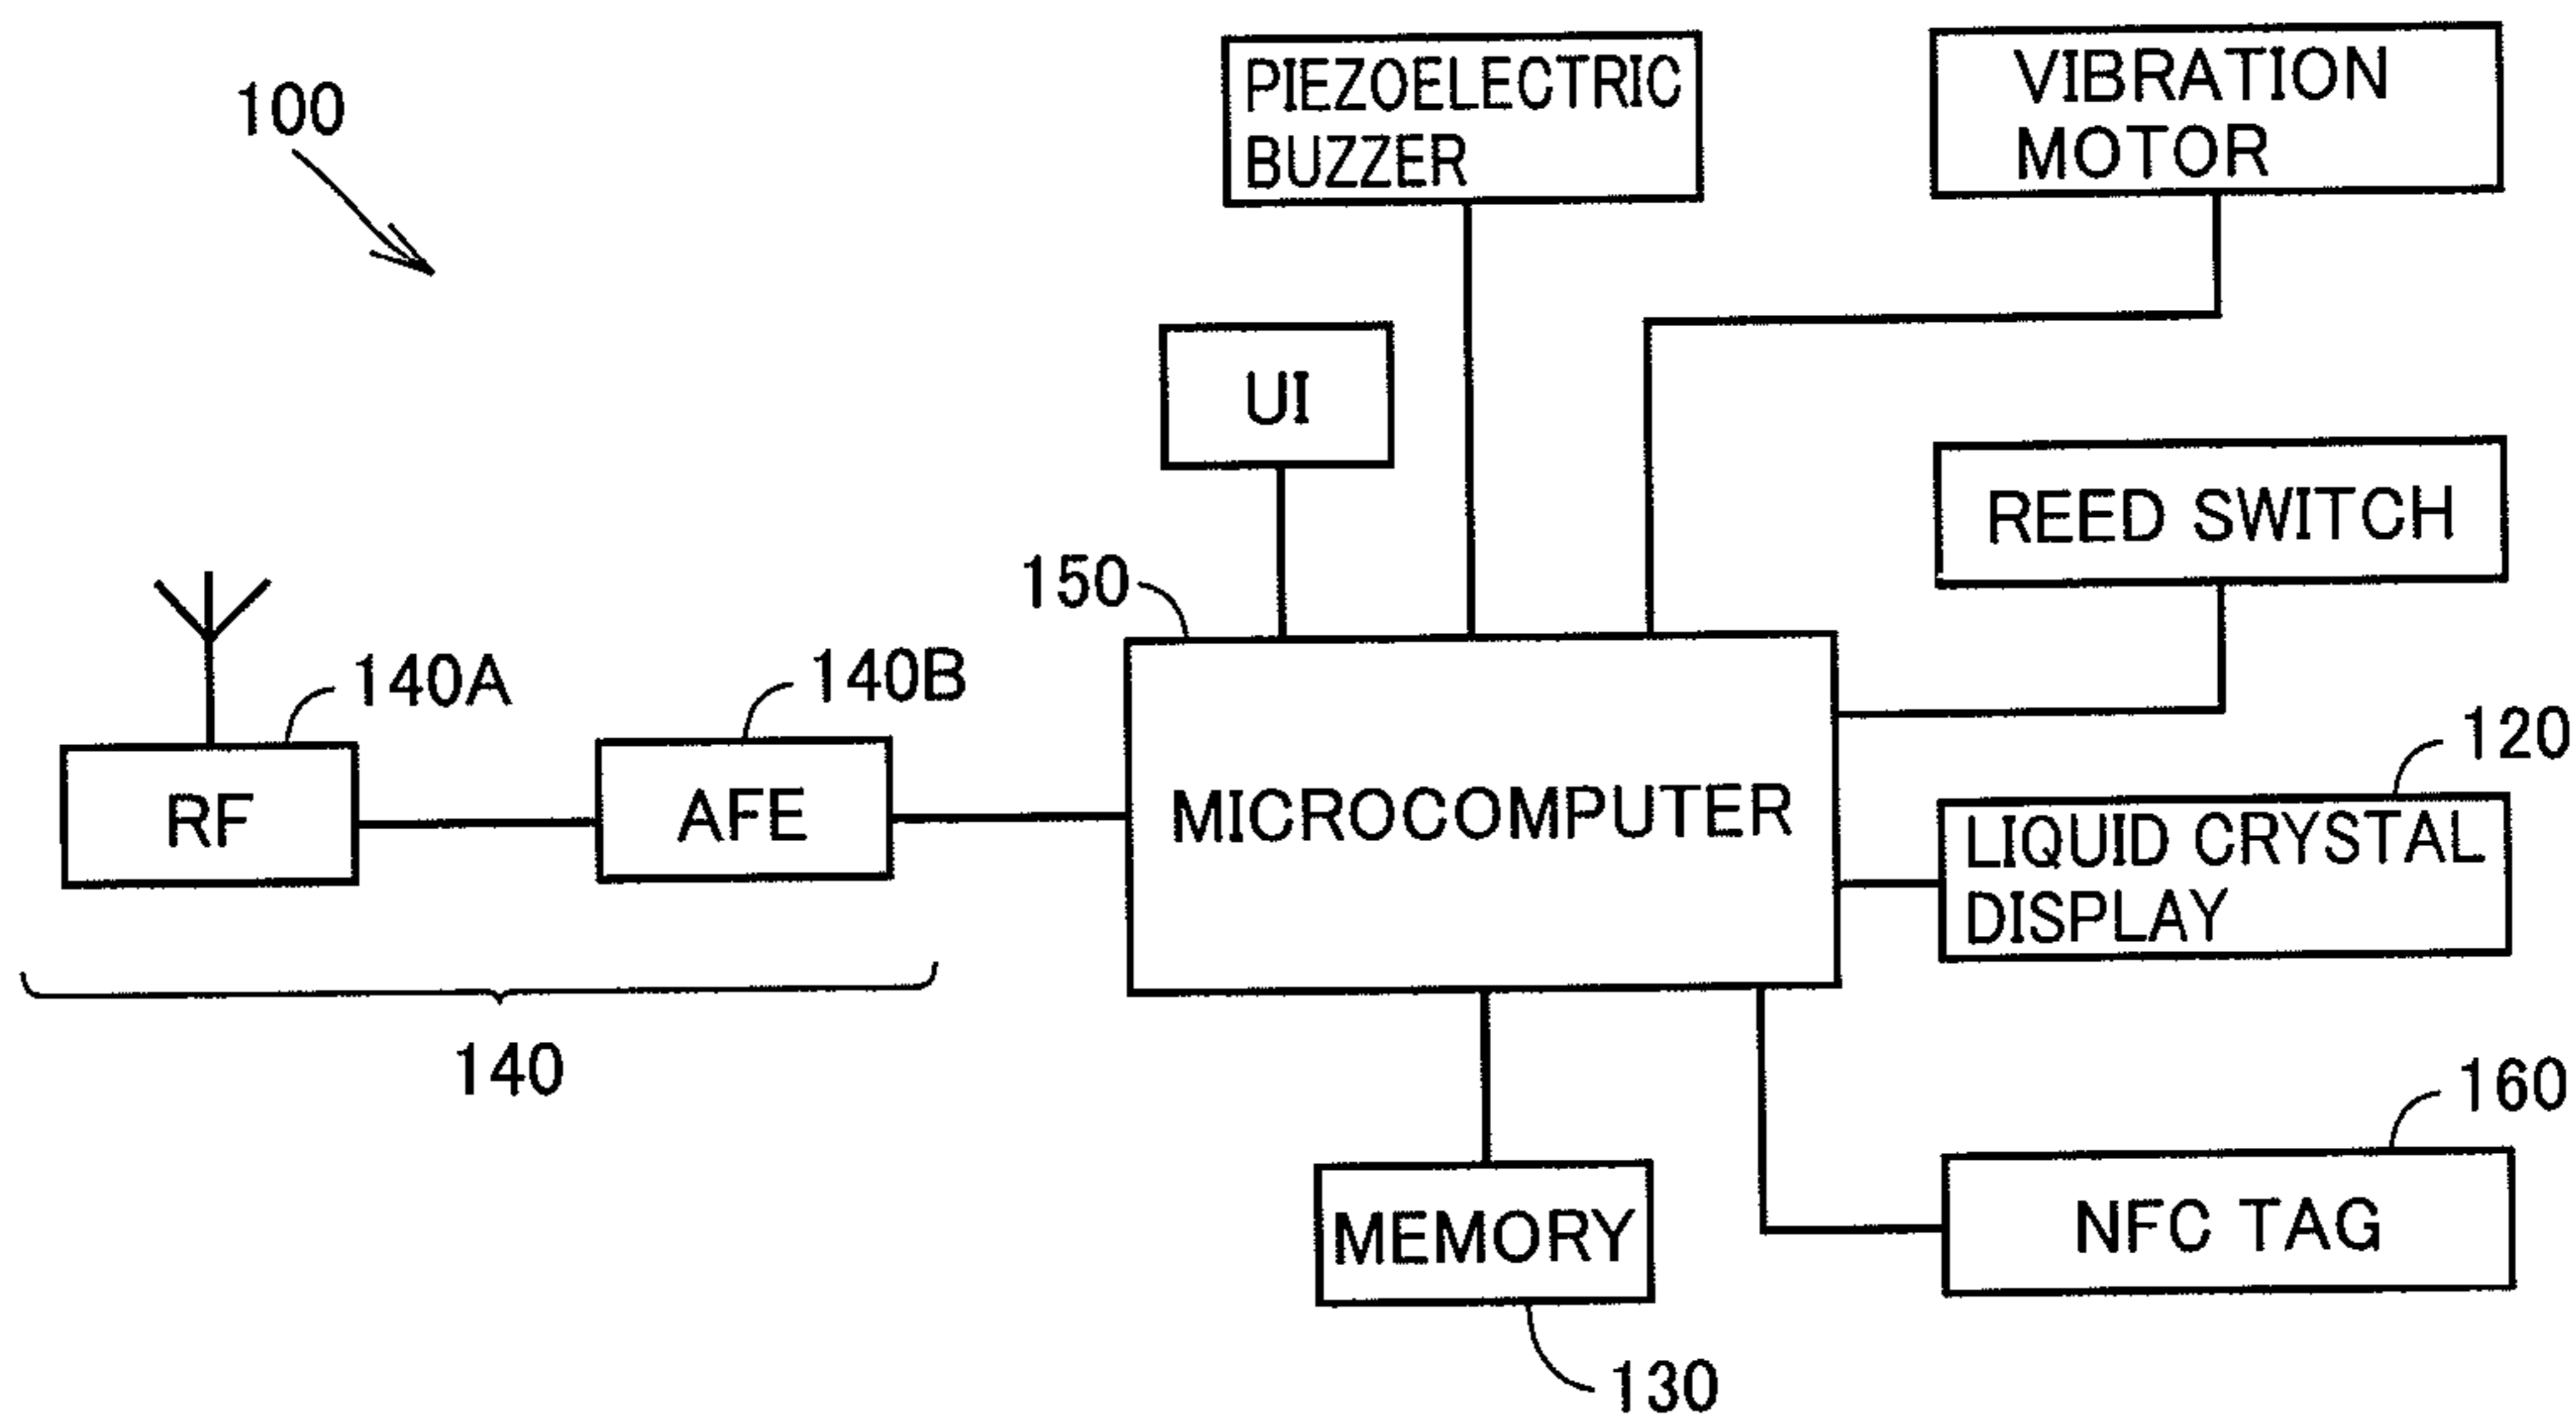 100
PIEZOELECTRIC
BUZZER
VIBRATION
MOTOR
UI
REED SWITCH
150
140A
140B
120
RF
AFE
MICROCOMPUTER
LIQUID CRYSTAL
DISPLAY
140
160
MEMORY
NFC TAG
130